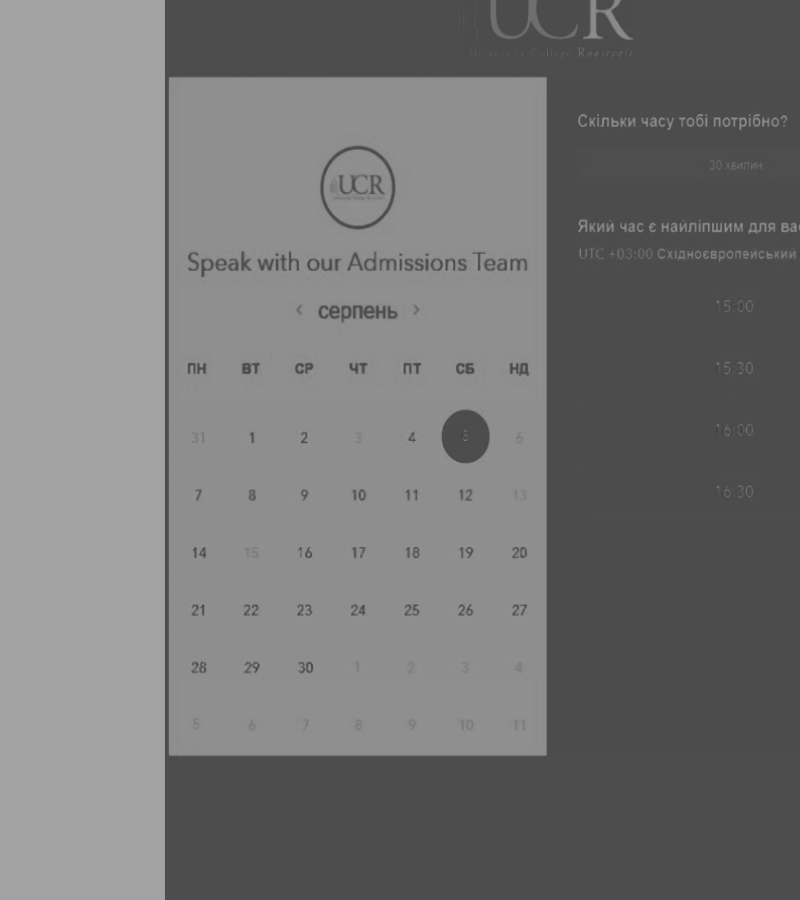 UCR
University College Roosevelt
UCR
Speak with our Admissions Team
‹ серпень ›
ПН ВТ СР ЧТ ПТ СБ НД
31 1 2 3 4 5 6
7 8 9 10 11 12 13
14 15 16 17 18 19 20
21 22 23 24 25 26 27
28 29 30 1 2 3 4
5 6 7 8 9 10 11
Скільки часу тобі потрібно?
30 хвилин
Який час є найліпшим для вас
UTC +03:00 Східноєвропейський
15:00
15:30
16:00
16:30